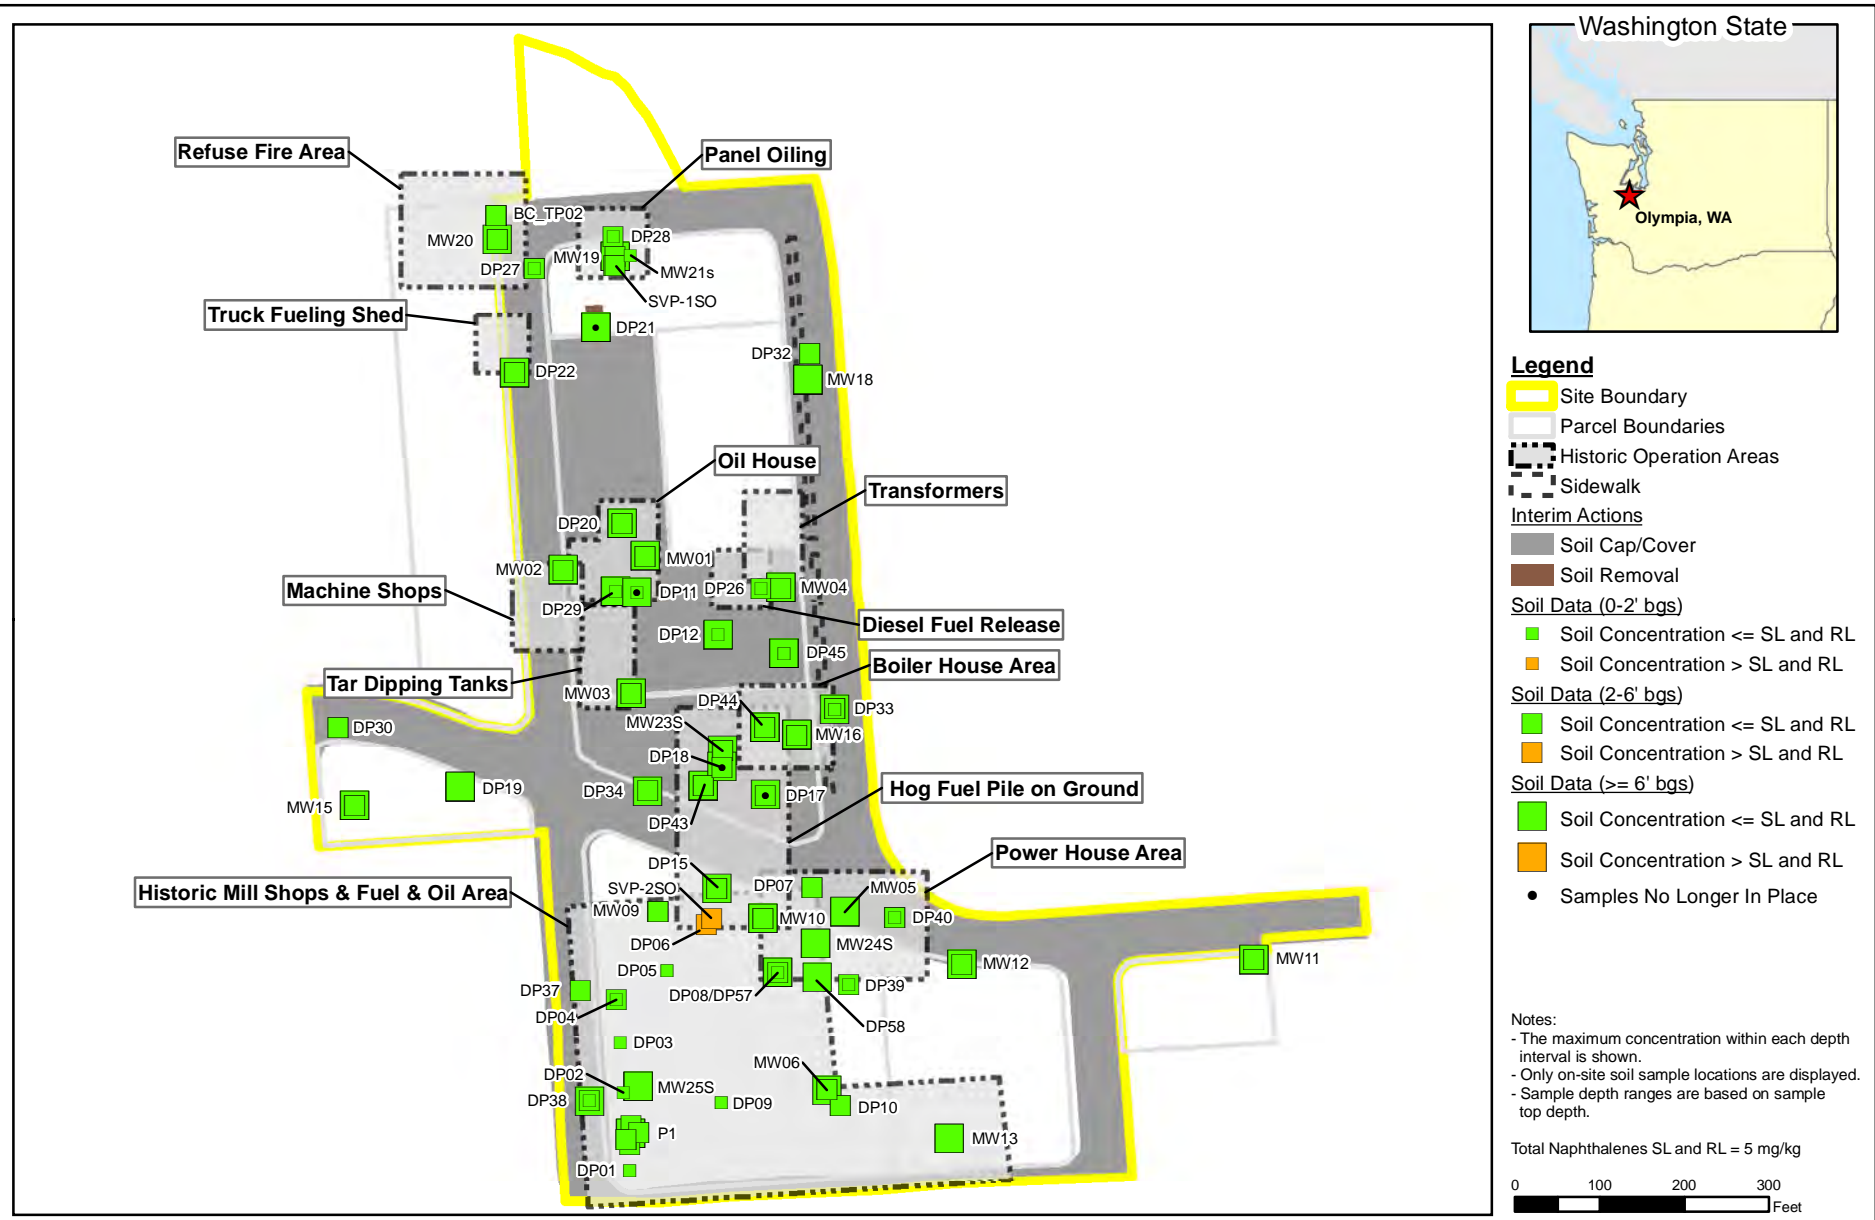 Washington State
Olympia, WA
Refuse Fire Area
Panel Oiling
BC_TP02
MW20
DP28
MW19
DP27
MW21s
SVP-1SO
Truck Fueling Shed
DP21
DP32
DP22
MW18
Oil House
Transformers
DP20
MW01
MW02
Machine Shops
DP26
MW04
DP11
DP29
Diesel Fuel Release
DP12
DP45
Boiler House Area
Tar Dipping Tanks
MW03
DP44
DP33
MW23S
DP30
MW16
DP18
DP19
Hog Fuel Pile on Ground
DP34
DP17
MW15
DP43
Power House Area
DP15
Historic Mill Shops & Fuel & Oil Area
SVP-2SO
DP07
MW05
MW09
MW10
DP40
DP06
MW24S
DP05
MW12
MW11
DP37
DP08/DP57
DP39
DP04
DP58
DP03
MW06
DP02
MW25S
DP38
DP09
DP10
P1
MW13
DP01
Legend
Site Boundary
Parcel Boundaries
Historic Operation Areas
Sidewalk
Interim Actions
Soil Cap/Cover
Soil Removal
Soil Data (0-2' bgs)
Soil Concentration <= SL and RL
Soil Concentration > SL and RL
Soil Data (2-6' bgs)
Soil Concentration <= SL and RL
Soil Concentration > SL and RL
Soil Data (>= 6' bgs)
Soil Concentration <= SL and RL
Soil Concentration > SL and RL
Samples No Longer In Place
Notes:
- The maximum concentration within each depth
interval is shown.
- Only on-site soil sample locations are displayed.
- Sample depth ranges are based on sample
top depth.
Total Naphthalenes SL and RL = 5 mg/kg
0 100 200 300
Feet